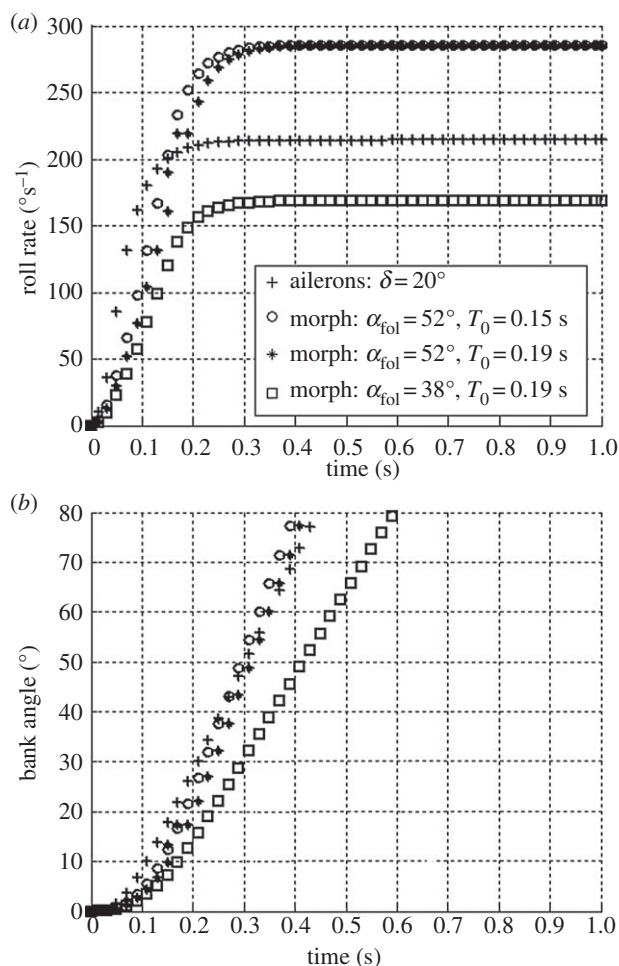 (a)
300
250
200
150
100
50
0
roll rate (°s⁻¹)
+ ailerons: δ = 20°
○ morph: α_fol = 52°, T_0 = 0.15 s
* morph: α_fol = 52°, T_0 = 0.19 s
□ morph: α_fol = 38°, T_0 = 0.19 s
0 0.1 0.2 0.3 0.4 0.5 0.6 0.7 0.8 0.9 1.0
time (s)
(b)
80
70
60
50
40
30
20
10
0
bank angle (°)
0 0.1 0.2 0.3 0.4 0.5 0.6 0.7 0.8 0.9 1.0
time (s)